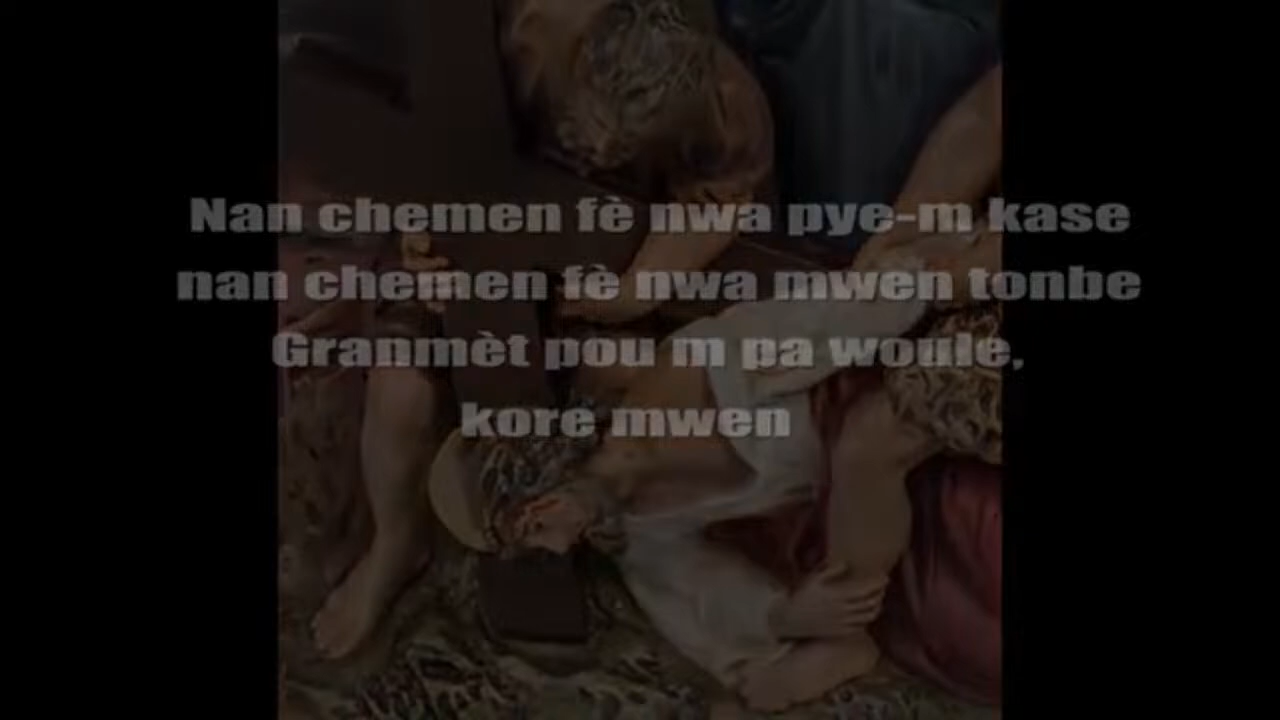 Nan chemen fè nwa pye-m kase
nan chemen fè nwa mwen tonbe
Granmèt pou m pa woule,
kore mwen